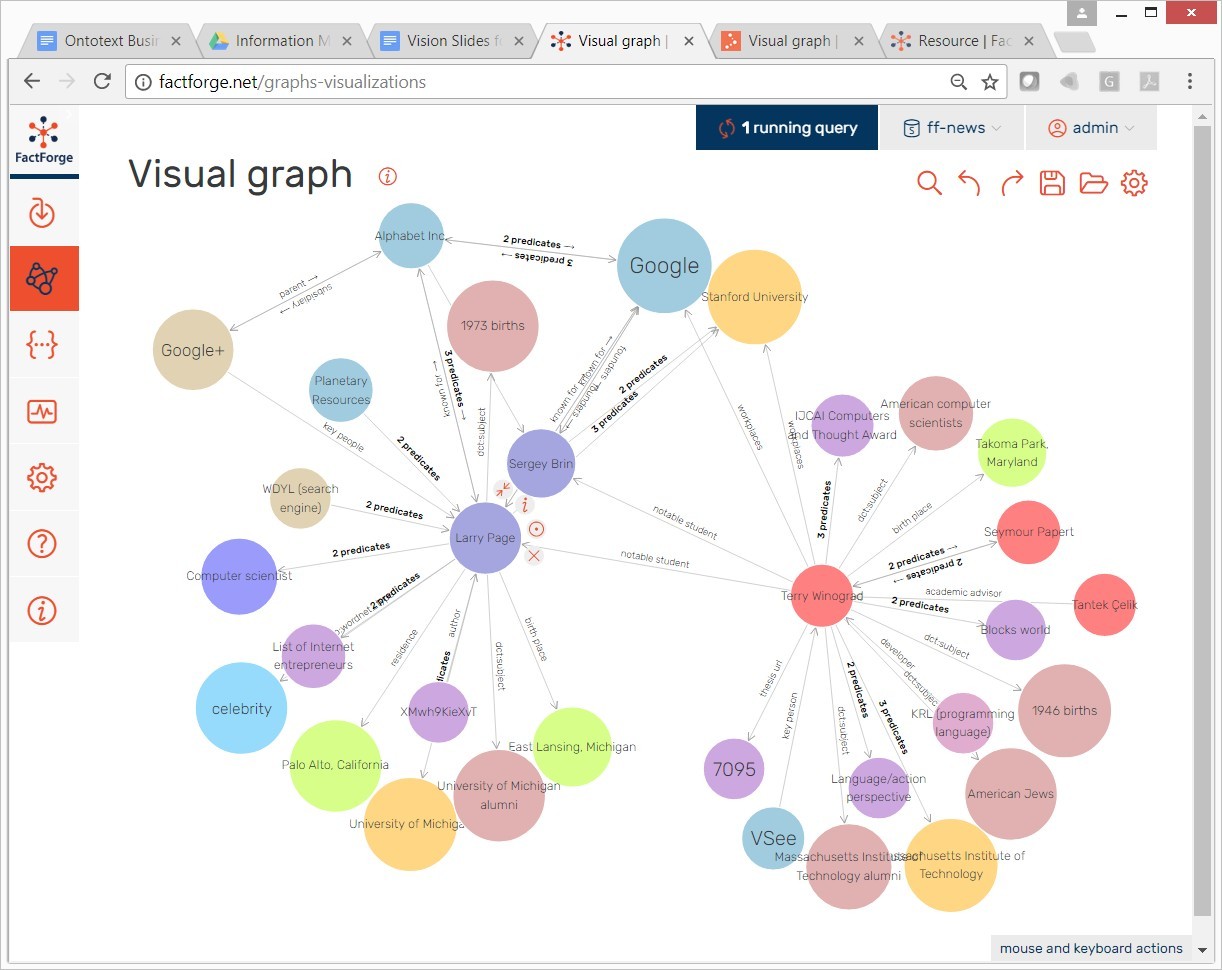 Ontotext Busi
Information M
Vision Slides fo
Visual graph |
Visual graph |
Resource | Fac
factforge.net/graphs-visualizations
FactForge
1 running query
ff-news
admin
Visual graph
Alphabet Inc.
2 predicates →
3 predicates →
Google
Stanford University
parent →
subsidiary →
1973 births
Google+
Planetary
Resources
3 predicates →
known for →
known for
known for →
founders
founders →
2 predicates
3 predicates
key people
2 predicates
dct:subject
Sergey Brin
workplaces
workplaces
IJCAI Computers
and Thought Award
American computer
scientists
Takoma Park,
Maryland
WDYL (search
engine)
2 predicates
Larry Page
notable student
notable student
3 predicates
dct:subject
birth place
Seymour Papert
2 predicates →
2 predicates →
Computer scientist
2 predicates
Terry Winograd
academic advisor
2 predicates
Tantek Çelik
Blocks world
2 predicates
List of Internet
entrepreneurs
residence
author
dct:subject
birth place
thesis url
key person
dct:subject
2 predicates
3 predicates
developer
dct:subject
dct:subject
celebrity
XMwh9KieXvT
KRL (programming
language)
1946 births
Palo Alto, California
East Lansing, Michigan
7095
Language/action
perspective
American Jews
University of Michigan
alumni
University of Michiga
VSee
Massachusetts Institute of
Technology alumni
sachusetts Institute of
Technology
mouse and keyboard actions